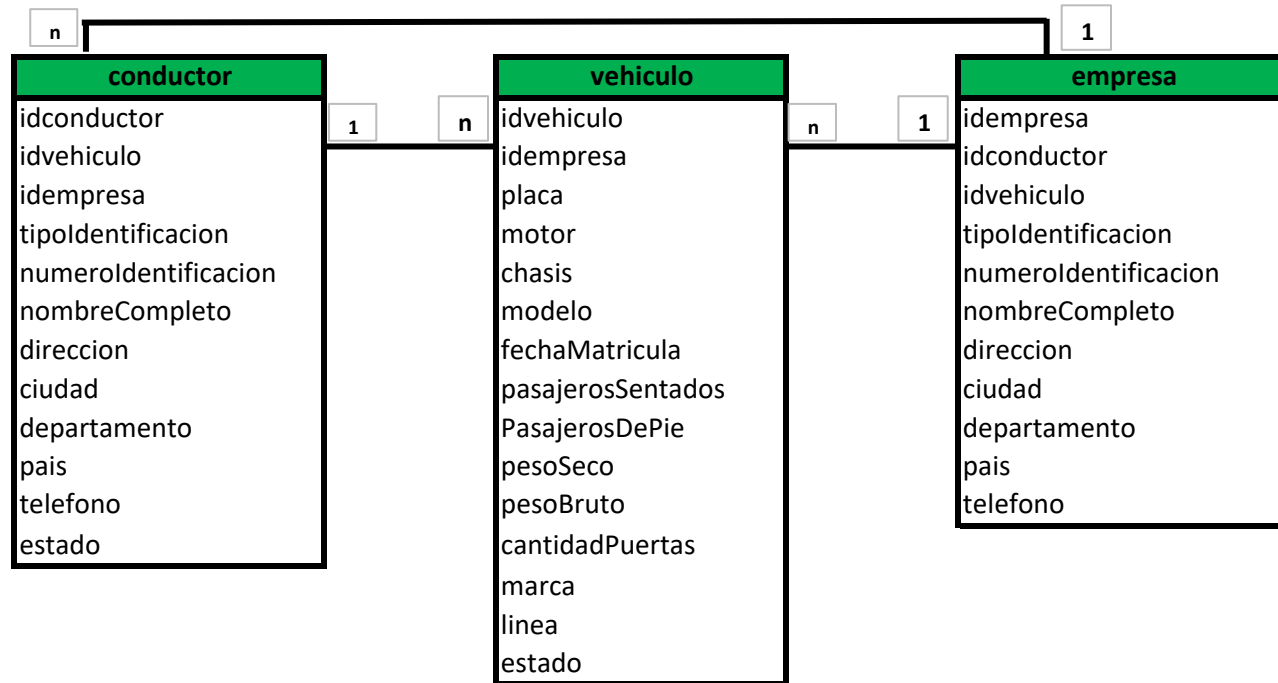 n
1
conductor
idconductor
idvehiculo
idempresa
tipoIdentificacion
numeroIdentificacion
nombreCompleto
direccion
ciudad
departamento
pais
telefono
estado
1
n
vehiculo
idvehiculo
idempresa
placa
motor
chasis
modelo
fechaMatricula
pasajerosSentados
PasajerosDePie
pesoSeco
pesoBruto
cantidadPuertas
marca
linea
estado
n
1
empresa
idempresa
idconductor
idvehiculo
tipoIdentificacion
numeroIdentificacion
nombreCompleto
direccion
ciudad
departamento
pais
telefono